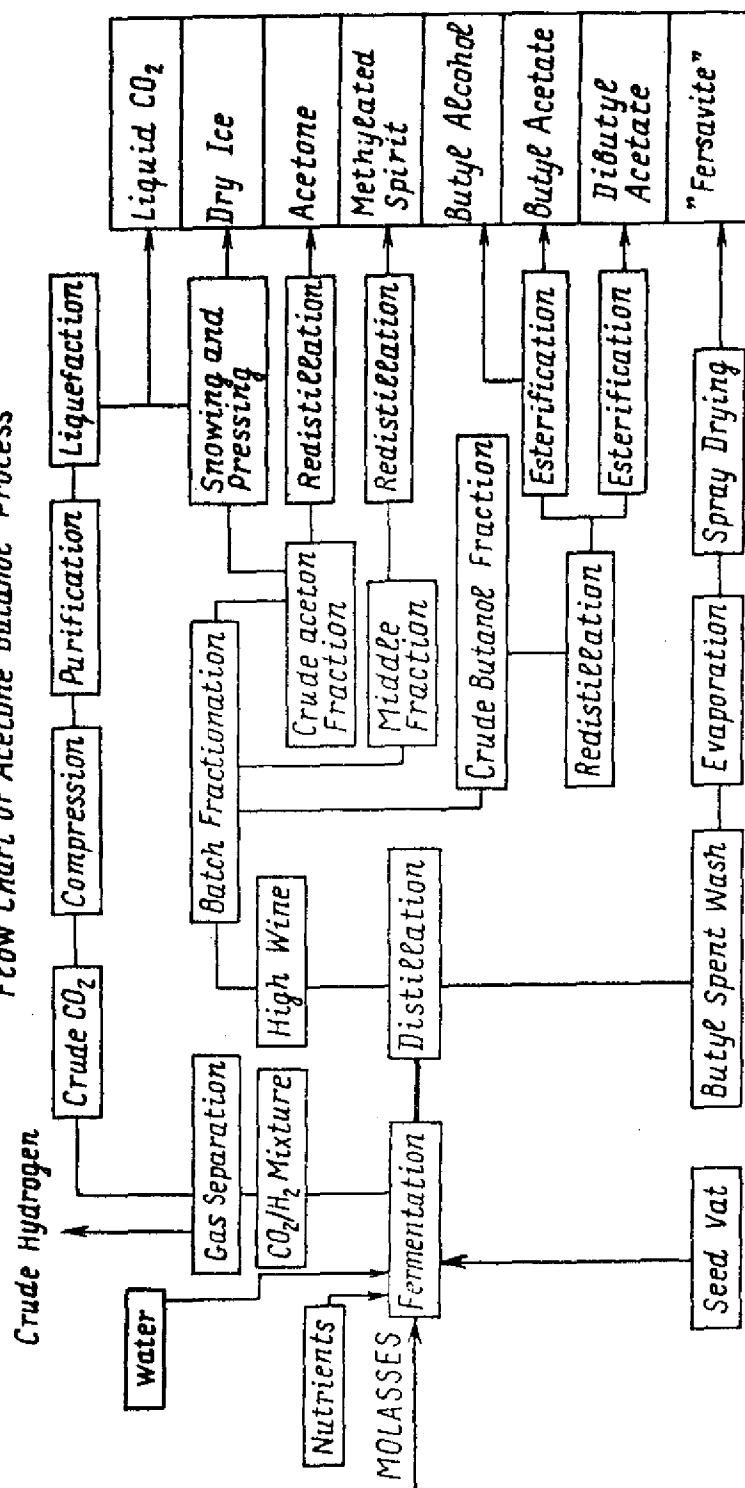 Flow Chart of Acetone Butanol Process
Crude Hydrogen
Crude CO₂
Compression
Purification
Liquefaction
Liquid CO₂
Water
Gas Separation
Batch Fractionation
Snowing and
Pressing
Dry Ice
Nutrients
CO₂/H₂ Mixture
High Wine
Crude aceton
Fraction
Redistillation
Acetone
MOLASSES
Fermentation
Distillation
Middle
Fraction
Redistillation
Methylated
Spirit
Crude Butanol Fraction
Butyl Alcohol
Esterification
Butyl Acetate
Redistillation
Esterification
Dibutyl
Acetate
Seed Vat
Butyl Spent Wash
Evaporation
Spray Drying
"Fersavite"